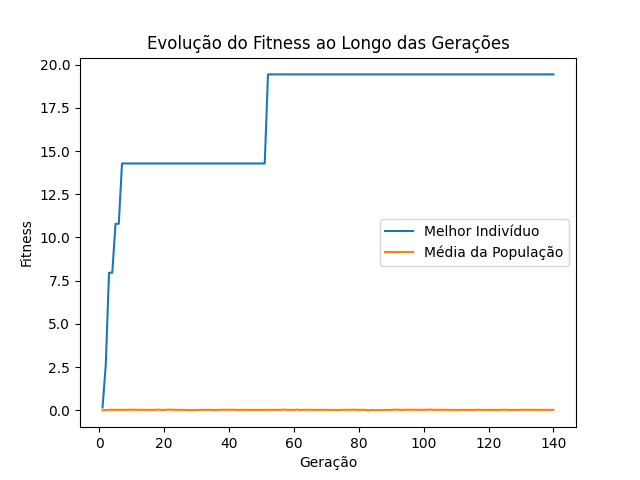 Evolução do Fitness ao Longo das Gerações
20.0
17.5
15.0
12.5
10.0
7.5
5.0
2.5
0.0
Fitness
Melhor Indivíduo
Média da População
0 20 40 60 80 100 120 140
Geração